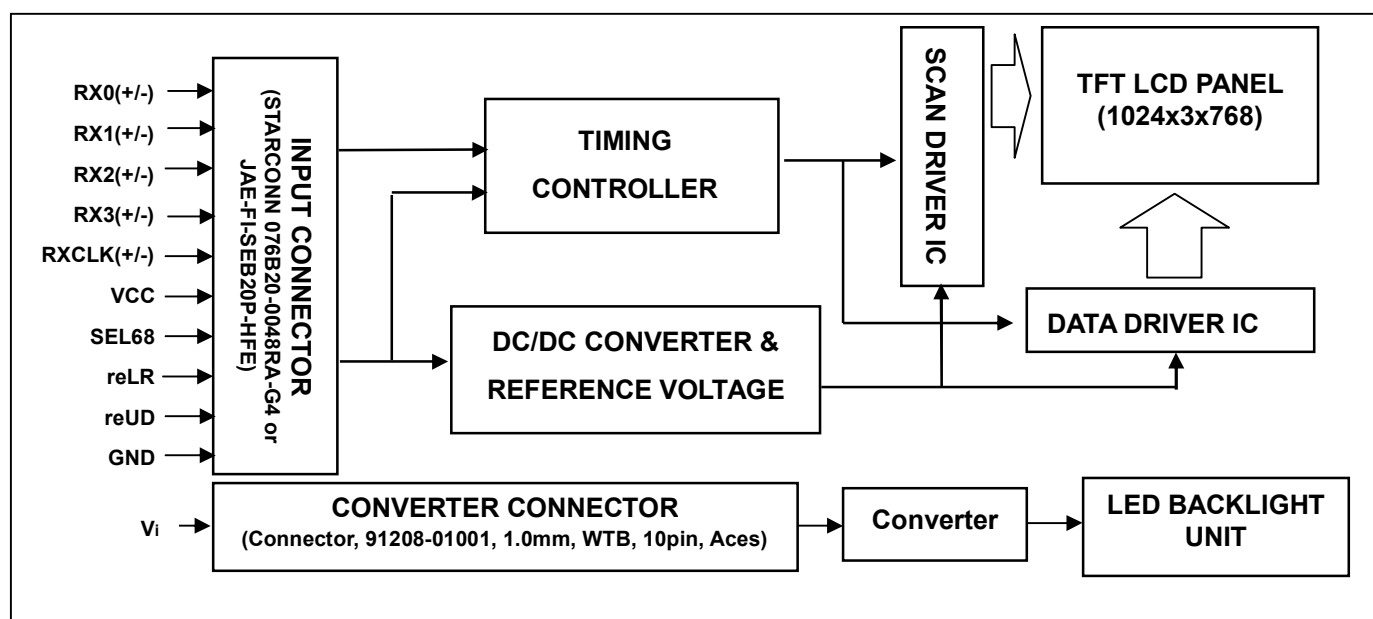 RX0(+/-)
RX1(+/-)
RX2(+/-)
RX3(+/-)
RXCLK(+/-)
VCC
SEL68
reLR
reUD
GND
INPUT CONNECTOR
(STARCONN 076B20-0048RA-G4 or
JAE-FI-SEB20P-HFE)
TIMING
CONTROLLER
DC/DC CONVERTER &
REFERENCE VOLTAGE
SCAN DRIVER IC
TFT LCD PANEL
(1024x3x768)
DATA DRIVER IC
Vi
CONVERTER CONNECTOR
(Connector, 91208-01001, 1.0mm, WTB, 10pin, Aces)
Converter
LED BACKLIGHT
UNIT